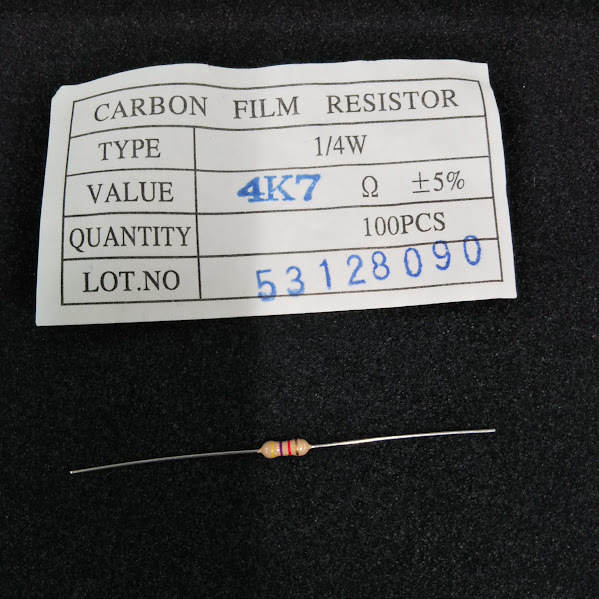 CARBON FILM RESISTOR
TYPE 1/4W
VALUE 4K7 Ω ±5%
QUANTITY 100PCS
LOT.NO 53128090